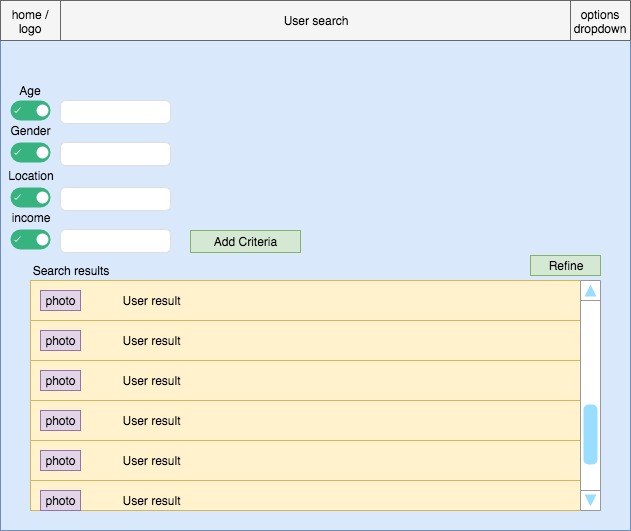 home /
logo
User search
options
dropdown
Age
Gender
Location
income
Add Criteria
Refine
Search results
photo User result
photo User result
photo User result
photo User result
photo User result
photo User result